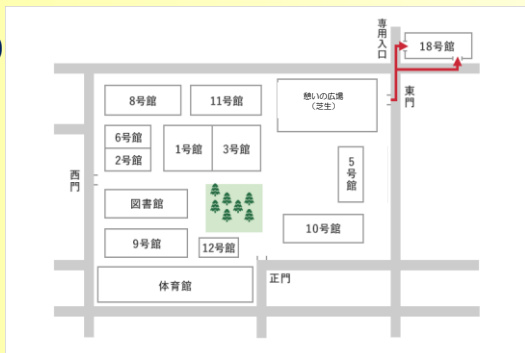 専用入口
18号館
8号館
11号館
憩いの広場
（芝生）
東門
6号館
2号館
1号館
3号館
5号館
西門
図書館
10号館
9号館
12号館
正門
体育館